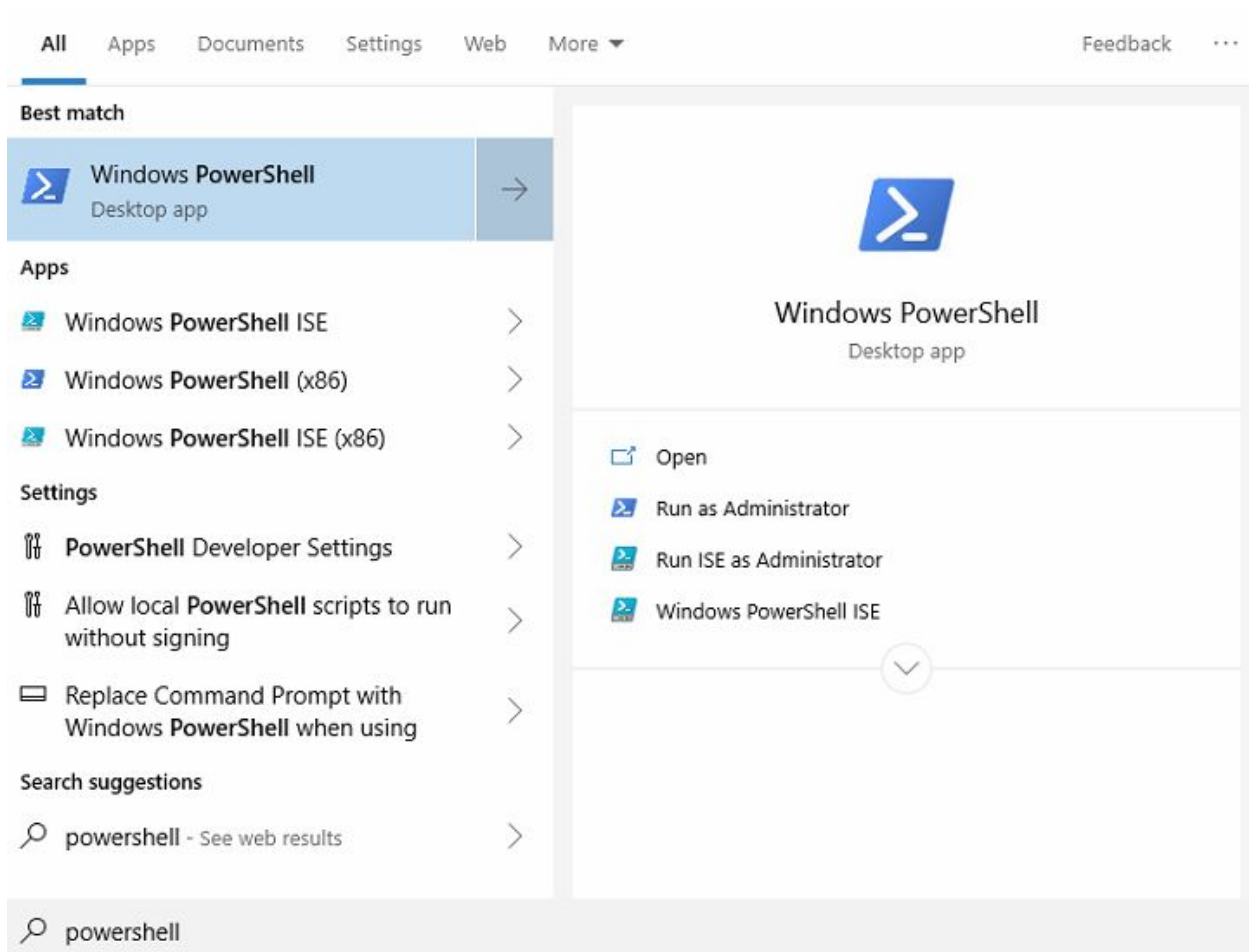 All Apps Documents Settings Web More Feedback ...
Best match
Windows PowerShell
Desktop app
Apps
Windows PowerShell ISE
Windows PowerShell (x86)
Windows PowerShell ISE (x86)
Settings
PowerShell Developer Settings
Allow local PowerShell scripts to run
without signing
Replace Command Prompt with
Windows PowerShell when using
Search suggestions
powershell - See web results
powershell
Windows PowerShell
Desktop app
Open
Run as Administrator
Run ISE as Administrator
Windows PowerShell ISE